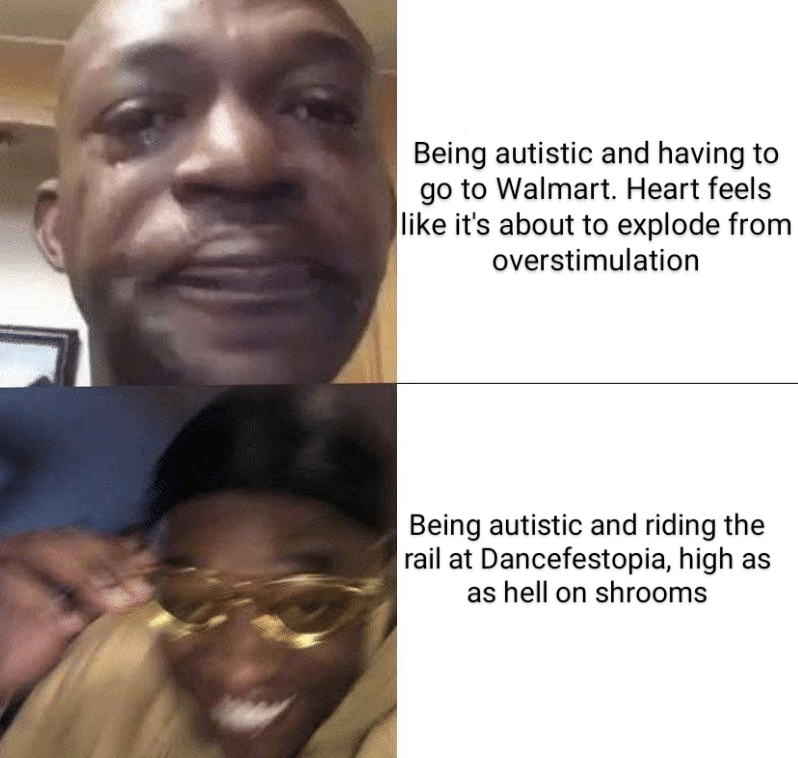 Being autistic and having to
go to Walmart. Heart feels
like it's about to explode from
overstimulation
Being autistic and riding the
rail at Dancefestopia, high as
as hell on shrooms